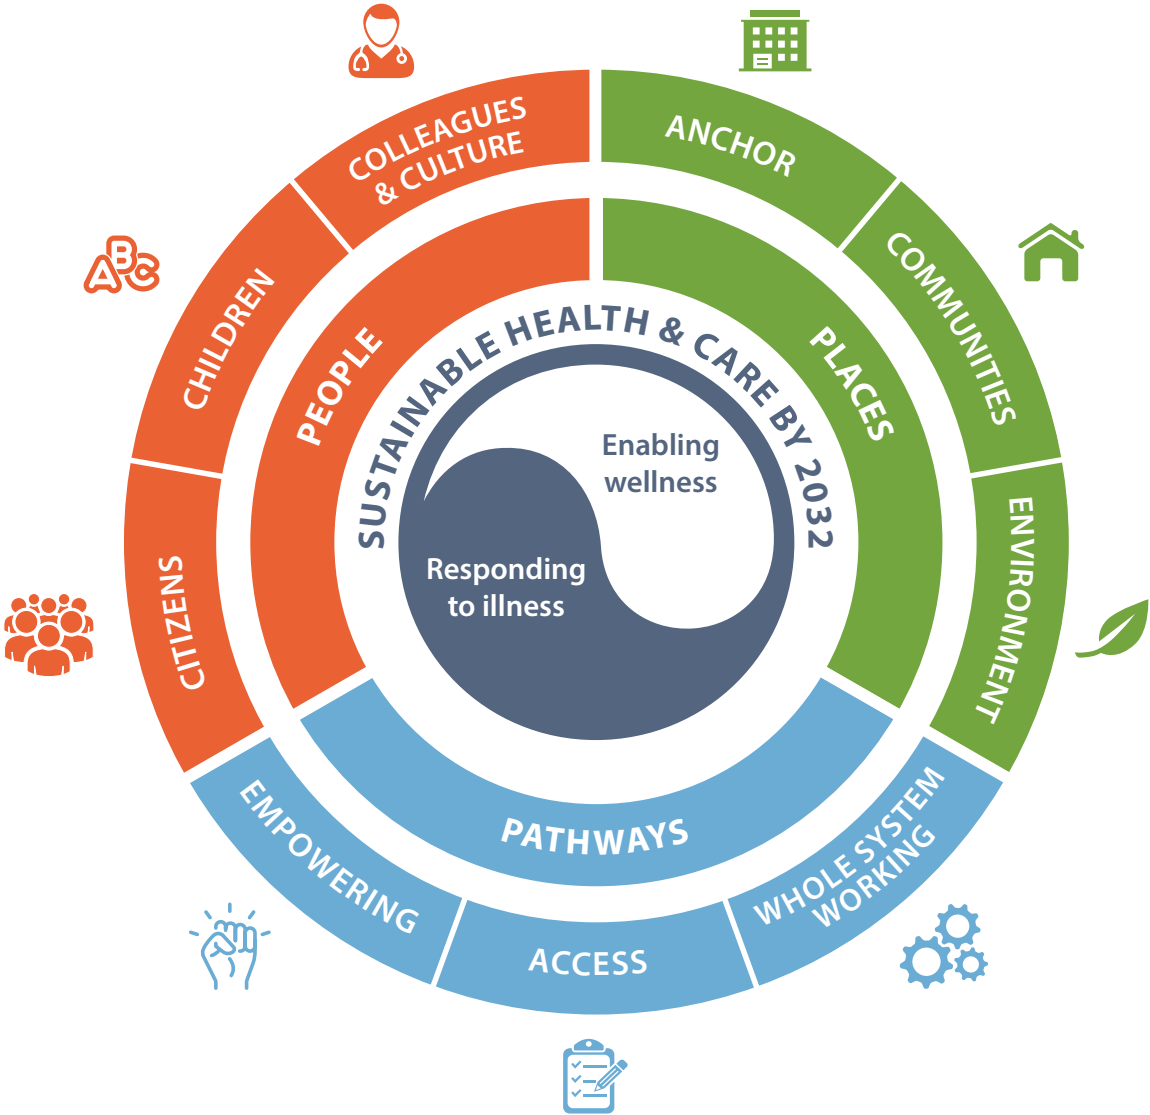 COLLEAGUES
& CULTURE
ANCHOR
COMMUNITIES
ENVIRONMENT
WHOLE SYSTEM
WORKING
ACCESS
EMPOWERING
CITIZENS
CHILDREN
ABC
PEOPLE
PLACES
PATHWAYS
SUSTAINABLE HEALTH & CARE BY 2032
Enabling
wellness
Responding
to illness